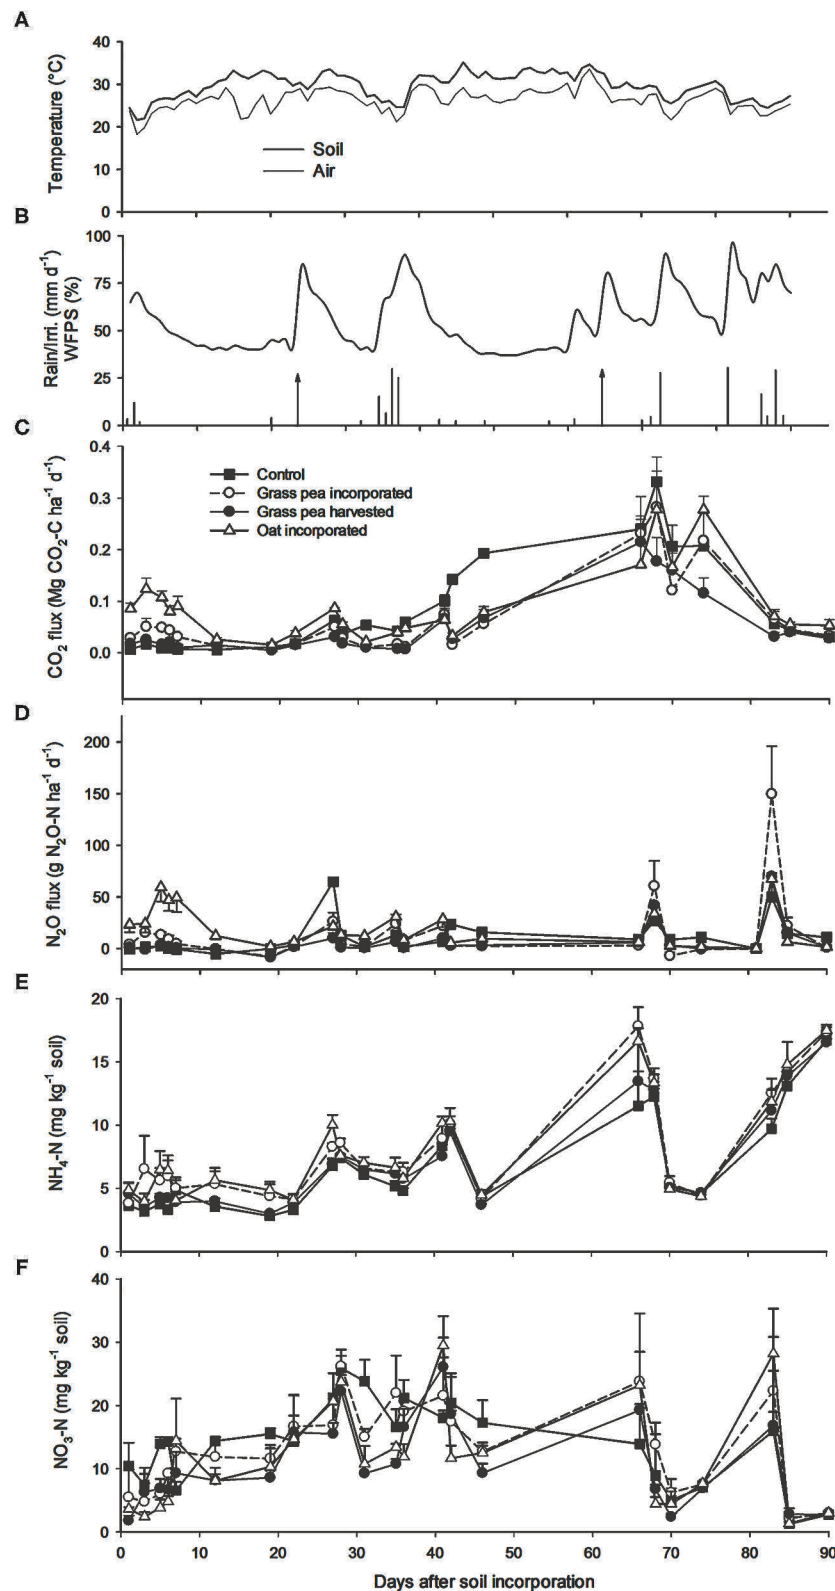 A
Temperature (°C)
40
30
20
10
0
Soil
Air
B
Rain/Irri. (mm d⁻¹)
WFPS (%)
100
75
50
25
0
C
CO₂ flux (Mg CO₂-C ha⁻¹ d⁻¹)
0.4
0.3
0.2
0.1
0.0
Control
Grass pea incorporated
Grass pea harvested
Oat incorporated
D
N₂O flux (g N₂O-N ha⁻¹ d⁻¹)
200
150
100
50
0
E
NH₄-N (mg kg⁻¹ soil)
20
15
10
5
0
F
NO₃-N (mg kg⁻¹ soil)
40
30
20
10
0
0 10 20 30 40 50 60 70 80 90
Days after soil incorporation